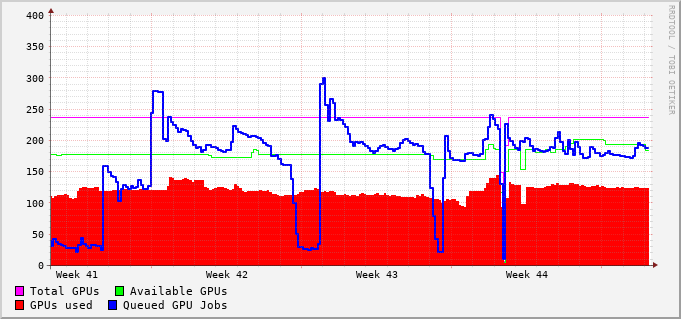 400
350
300
250
200
150
100
50
0
Week 41 Week 42 Week 43 Week 44
Total GPUs Available GPUs
GPUs used Queued GPU Jobs
RRDTOOL / TOBI OETIKER